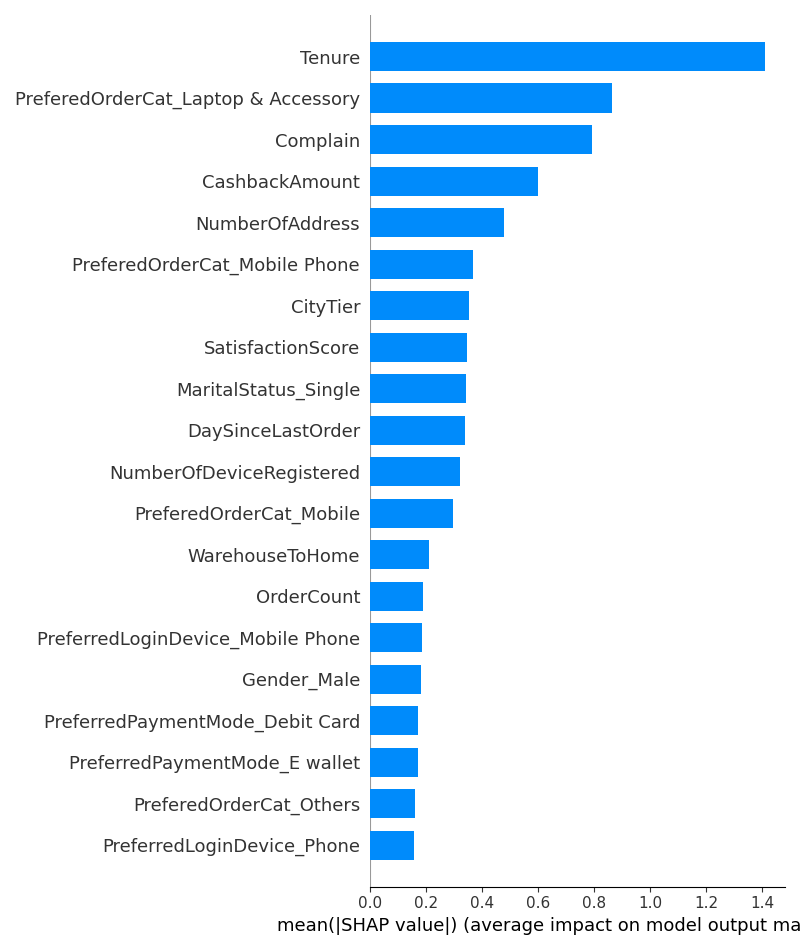 Tenure
PreferedOrderCat_Laptop & Accessory
Complain
CashbackAmount
NumberOfAddress
PreferedOrderCat_Mobile Phone
CityTier
SatisfactionScore
MaritalStatus_Single
DaySinceLastOrder
NumberOfDeviceRegistered
PreferedOrderCat_Mobile
WarehouseToHome
OrderCount
PreferredLoginDevice_Mobile Phone
Gender_Male
PreferredPaymentMode_Debit Card
PreferredPaymentMode_E wallet
PreferedOrderCat_Others
PreferredLoginDevice_Phone
0.0 0.2 0.4 0.6 0.8 1.0 1.2 1.4
mean(|SHAP value|) (average impact on model output ma